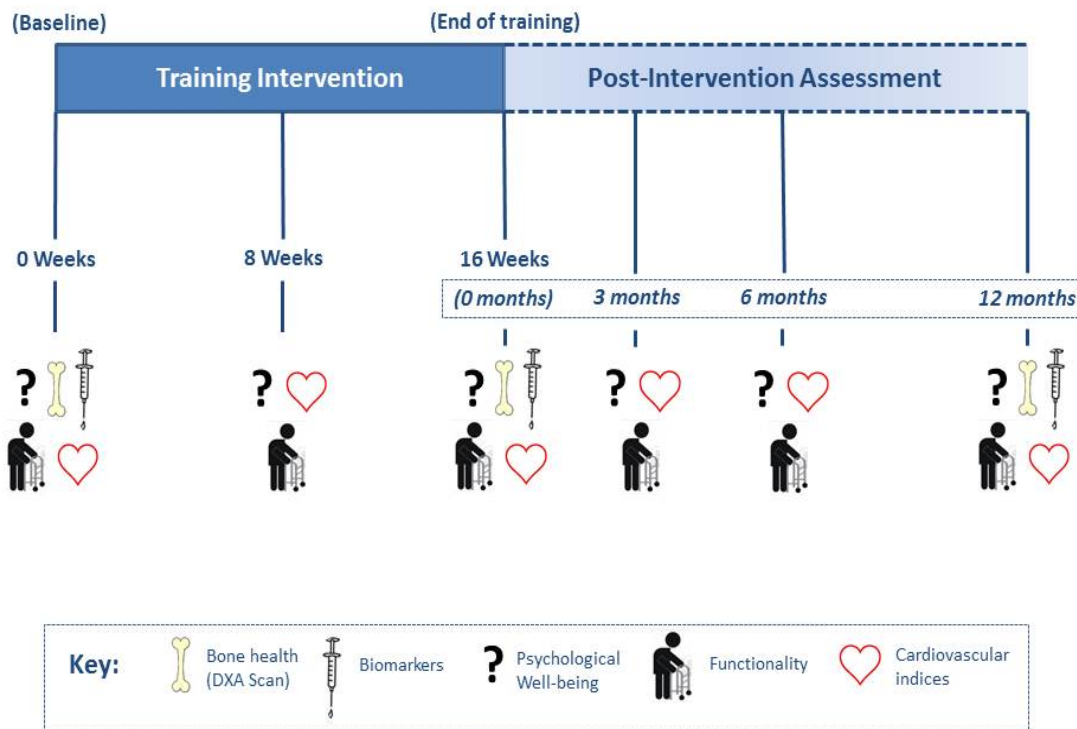 (Baseline)
(End of training)
Training Intervention
Post-Intervention Assessment
0 Weeks
8 Weeks
16 Weeks
(0 months)
3 months
6 months
12 months
?
?
?
?
?
?
Key:
Bone health
(DXA Scan)
Biomarkers
?
Psychological
Well-being
Functionality
Cardiovascular
indices